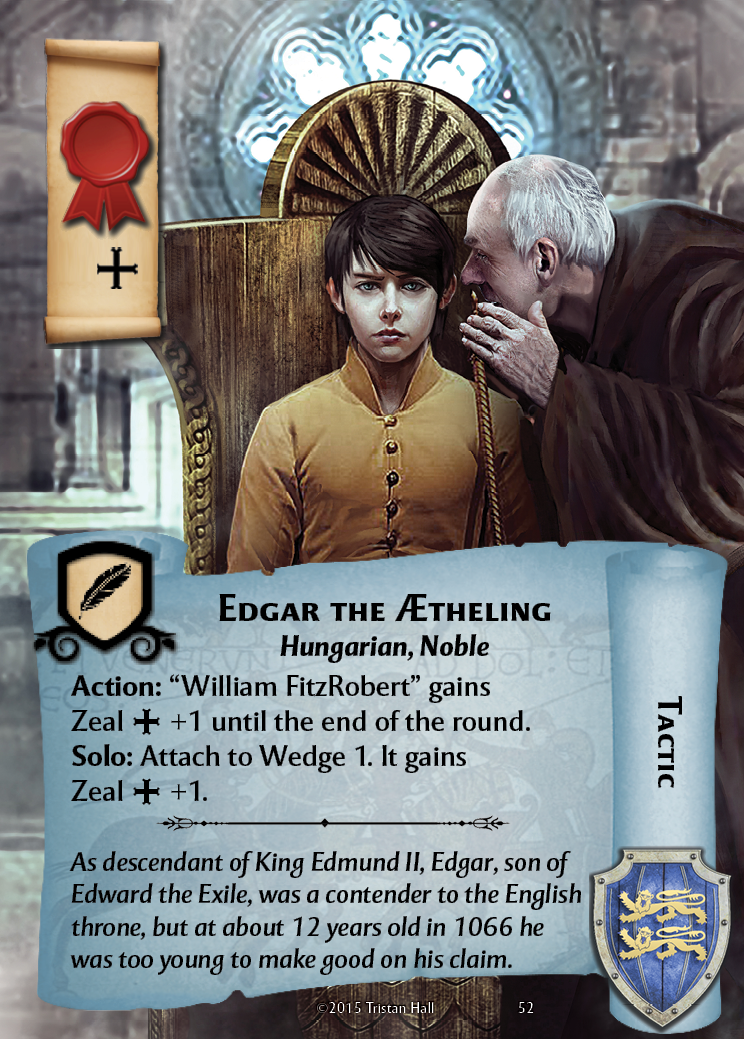 Edgar the Ætheling
Hungarian, Noble
Action: “William FitzRobert” gains
Zeal +1 until the end of the round.
Solo: Attach to Wedge 1. It gains
Zeal +1.
Tactic
As descendant of King Edmund II, Edgar, son of
Edward the Exile, was a contender to the English
throne, but at about 12 years old in 1066 he
was too young to make good on his claim.
©2015 Tristan Hall 52